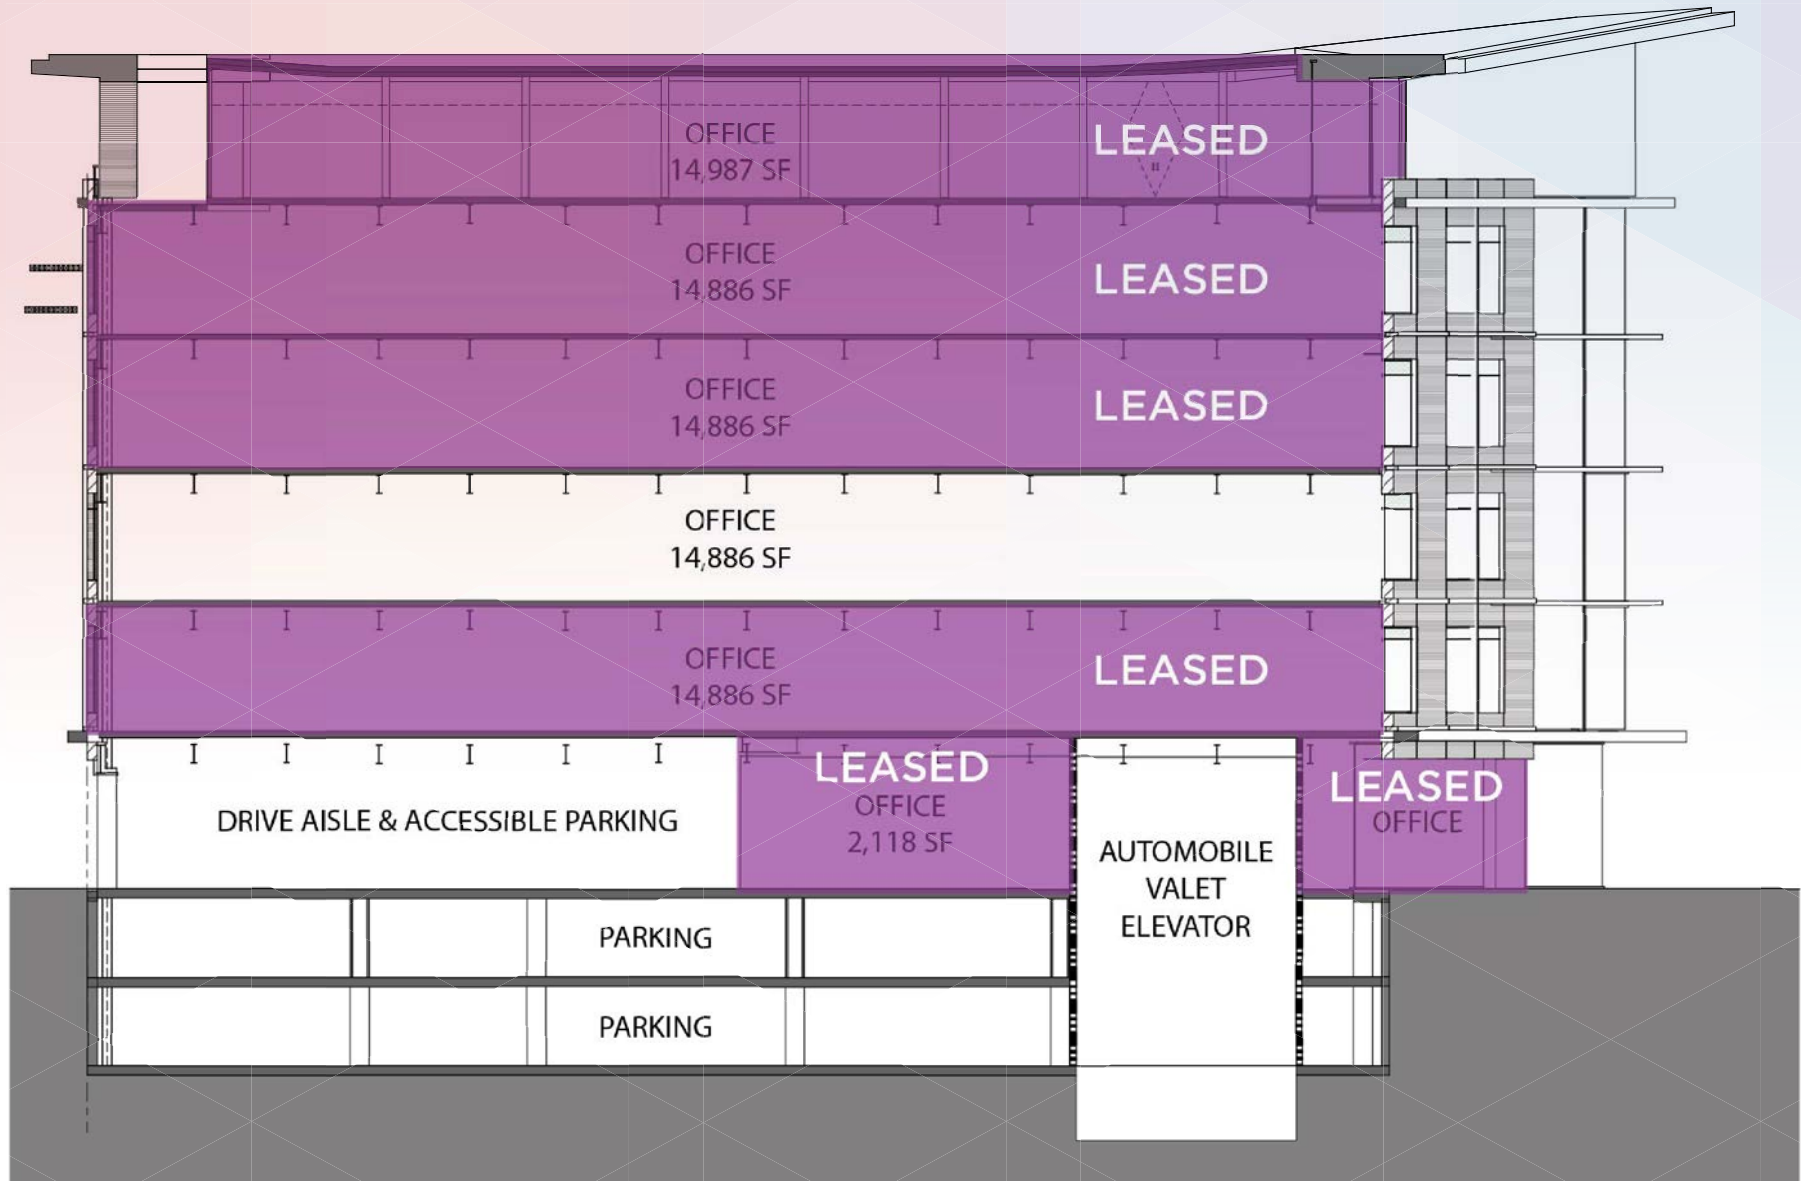 OFFICE
14,987 SF
LEASED
OFFICE
14,886 SF
LEASED
OFFICE
14,886 SF
LEASED
OFFICE
14,886 SF
OFFICE
14,886 SF
LEASED
DRIVE AISLE & ACCESSIBLE PARKING
LEASED
OFFICE
2,118 SF
AUTOMOBILE
VALET
ELEVATOR
LEASED
OFFICE
PARKING
PARKING